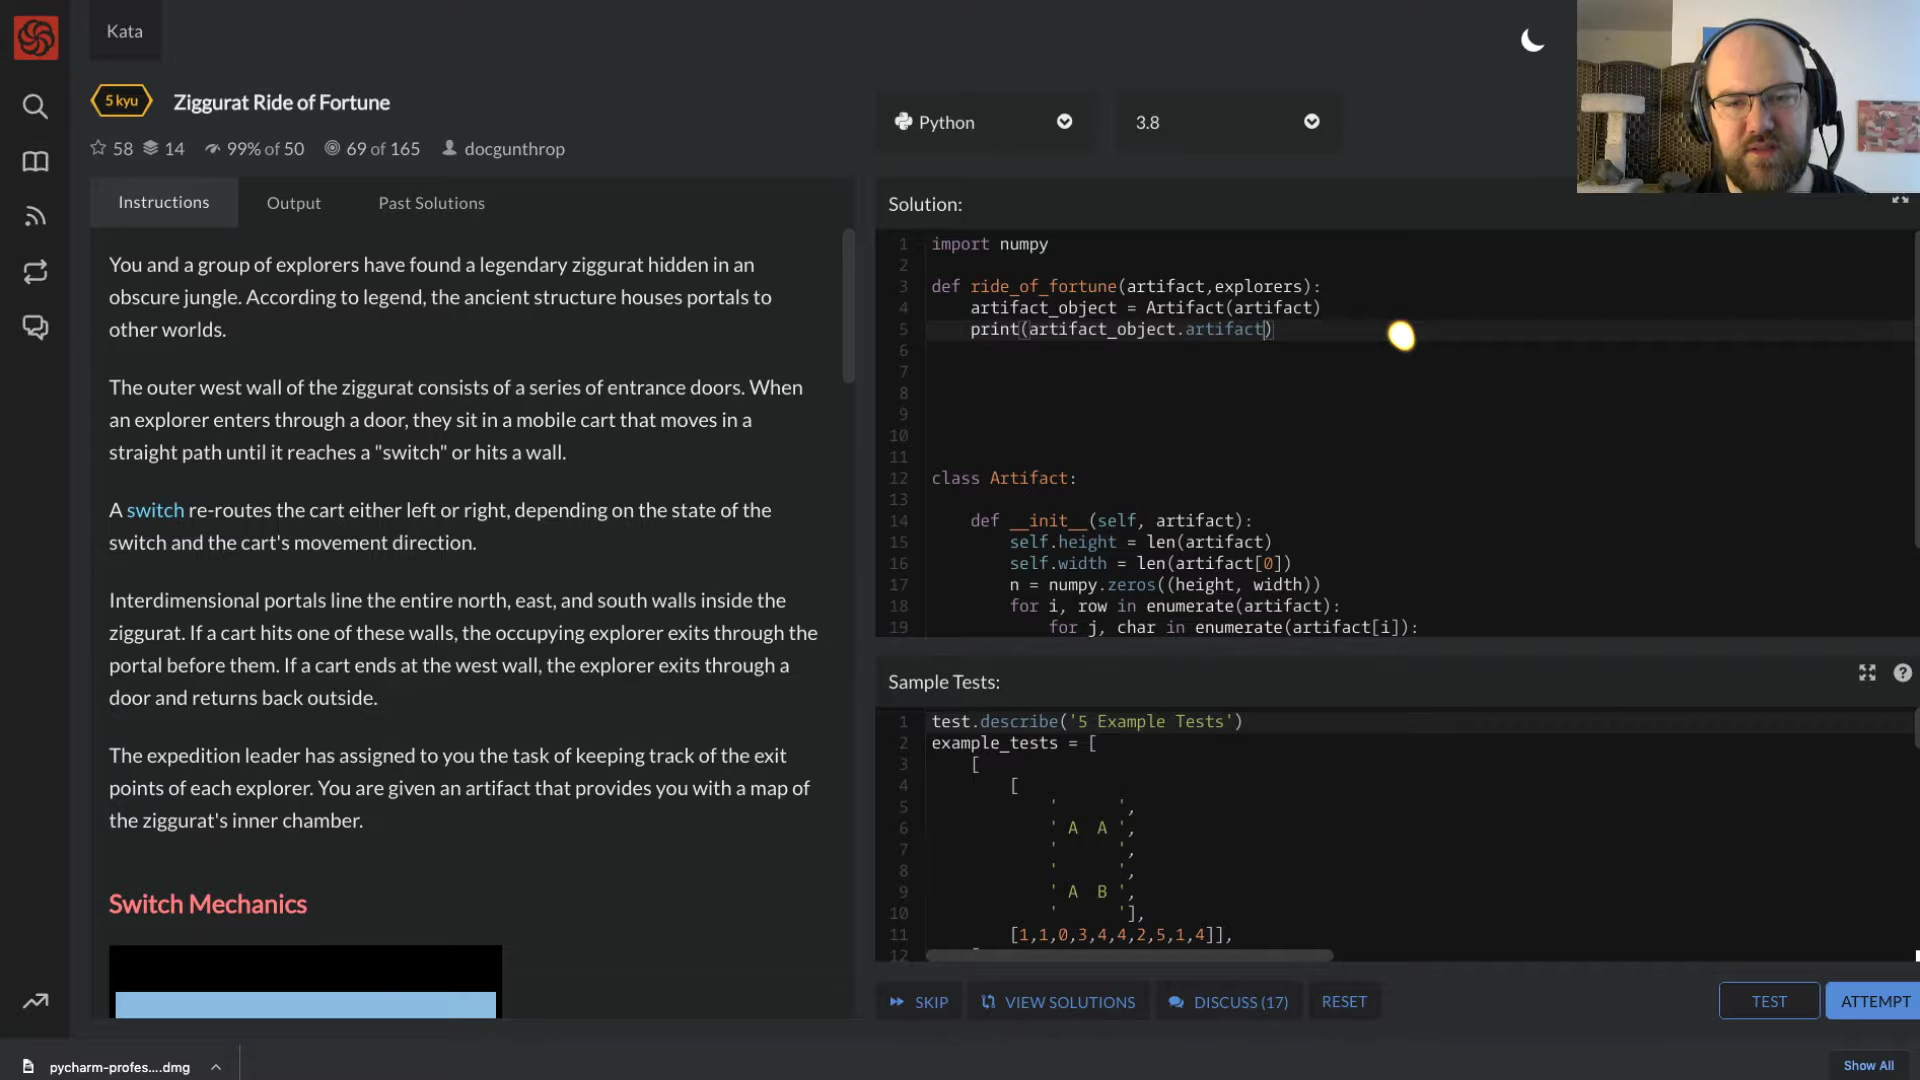 Kata
5 kyu
Ziggurat Ride of Fortune
58 14 99% of 50 69 of 165 docgunthrop
Python
3.8
Instructions
Output
Past Solutions
You and a group of explorers have found a legendary ziggurat hidden in an
obscure jungle. According to legend, the ancient structure houses portals to
other worlds.
The outer west wall of the ziggurat consists of a series of entrance doors. When
an explorer enters through a door, they sit in a mobile cart that moves in a
straight path until it reaches a "switch" or hits a wall.
A switch re-routes the cart either left or right, depending on the state of the
switch and the cart's movement direction.
Interdimensional portals line the entire north, east, and south walls inside the
ziggurat. If a cart hits one of these walls, the occupying explorer exits through the
portal before them. If a cart ends at the west wall, the explorer exits through a
door and returns back outside.
The expedition leader has assigned to you the task of keeping track of the exit
points of each explorer. You are given an artifact that provides you with a map of
the ziggurat's inner chamber.
Switch Mechanics
Solution:
1 import numpy
2
3 def ride_of_fortune(artifact,explorers):
4 artifact_object = Artifact(artifact)
5 print(artifact_object.artifact)
6
7
8
9
10
11
12 class Artifact:
13
14 def __init__(self, artifact):
15 self.height = len(artifact)
16 self.width = len(artifact[0])
17 n = numpy.zeros((height, width))
18 for i, row in enumerate(artifact):
19 for j, char in enumerate(artifact[i]):
Sample Tests:
1 test.describe('5 Example Tests')
2 example_tests = [
3 [
4 [
5 '      ',
6 ' A  A ',
7 '      ',
8 '      ',
9 ' A  B ',
10 '      '],
11 [1,1,0,3,4,4,2,5,1,4]],
12
SKIP
VIEW SOLUTIONS
DISCUSS (17)
RESET
TEST
ATTEMPT
pycharm-profes....dmg
Show All